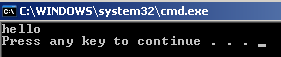 C:\WINDOWS\system32\cmd.exe
hello
Press any key to continue . . . _